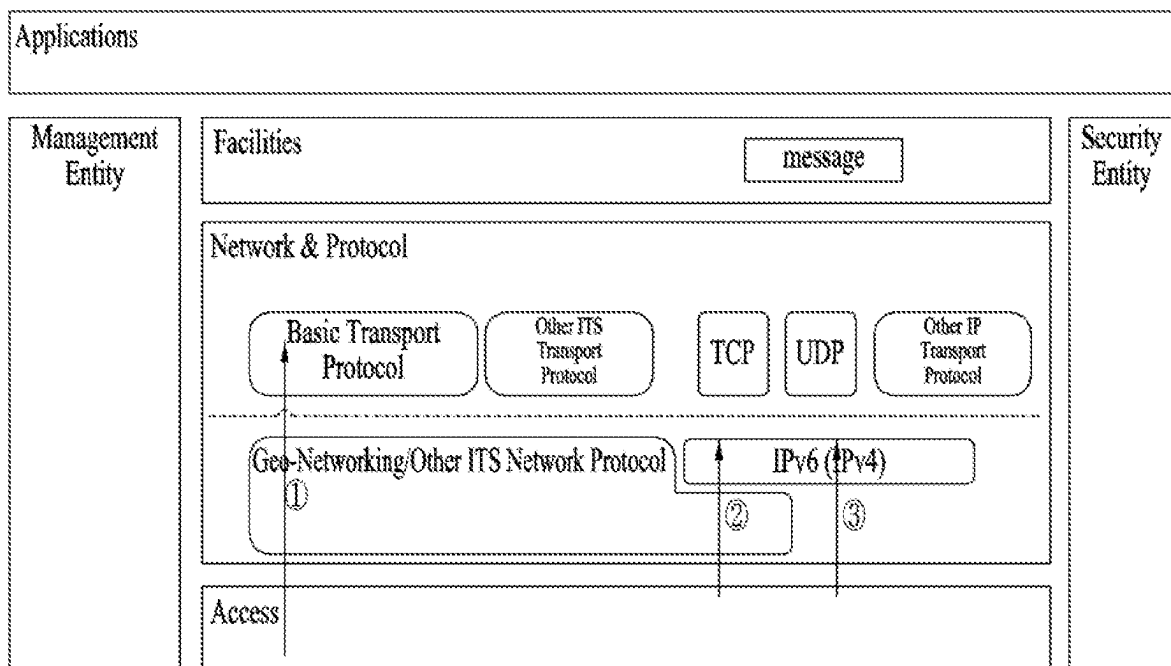 Applications
Management
Entity
Facilities
message
Security
Entity
Network & Protocol
Basic Transport
Protocol
Other ITS
Transport
Protocol
TCP
UDP
Other IP
Transport
Protocol
Geo-Networking/Other ITS Network Protocol
IPv6 (IPv4)
①
②
③
Access